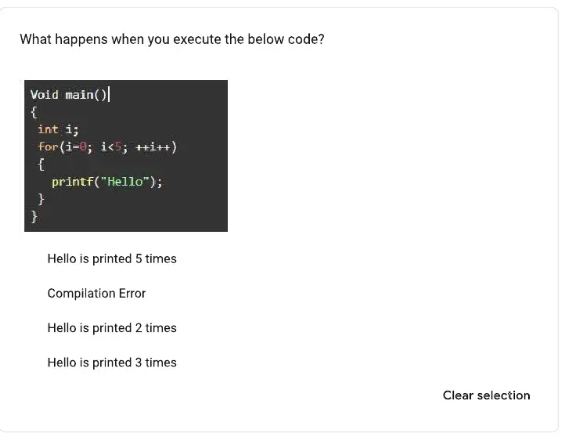 What happens when you execute the below code?
Void main()
{
int i;
for(i=0; i<5; ++i++)
{
printf("Hello");
}
}
Hello is printed 5 times
Compilation Error
Hello is printed 2 times
Hello is printed 3 times
Clear selection